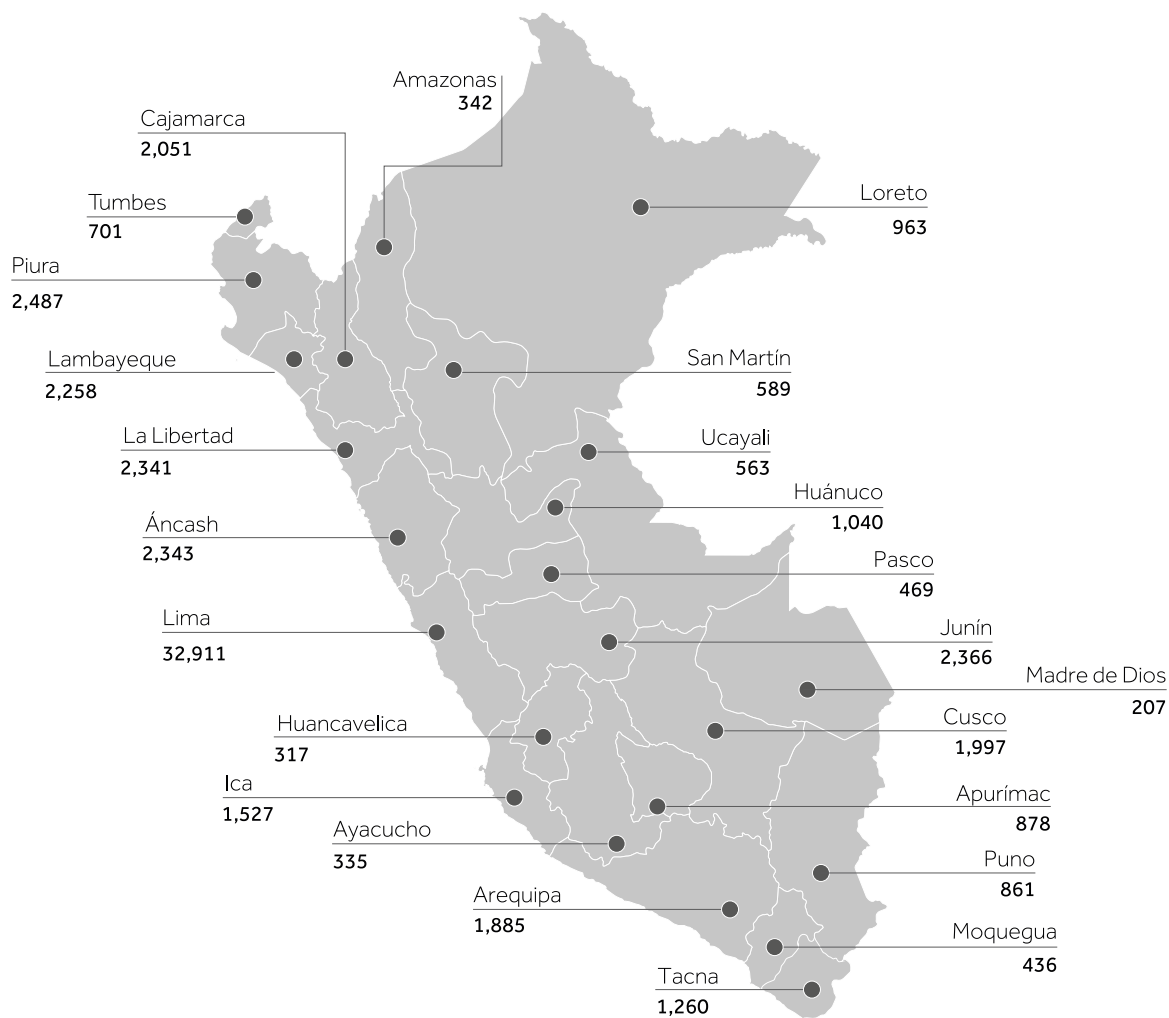 Amazonas
342
Cajamarca
2,051
Tumbes
701
Loreto
963
Piura
2,487
Lambayeque
2,258
San Martín
589
La Libertad
2,341
Ucayali
563
Huánuco
1,040
Áncash
2,343
Pasco
469
Lima
32,911
Junín
2,366
Madre de Dios
207
Huancavelica
317
Cusco
1,997
Ica
1,527
Apurímac
878
Ayacucho
335
Puno
861
Arequipa
1,885
Moquegua
436
Tacna
1,260